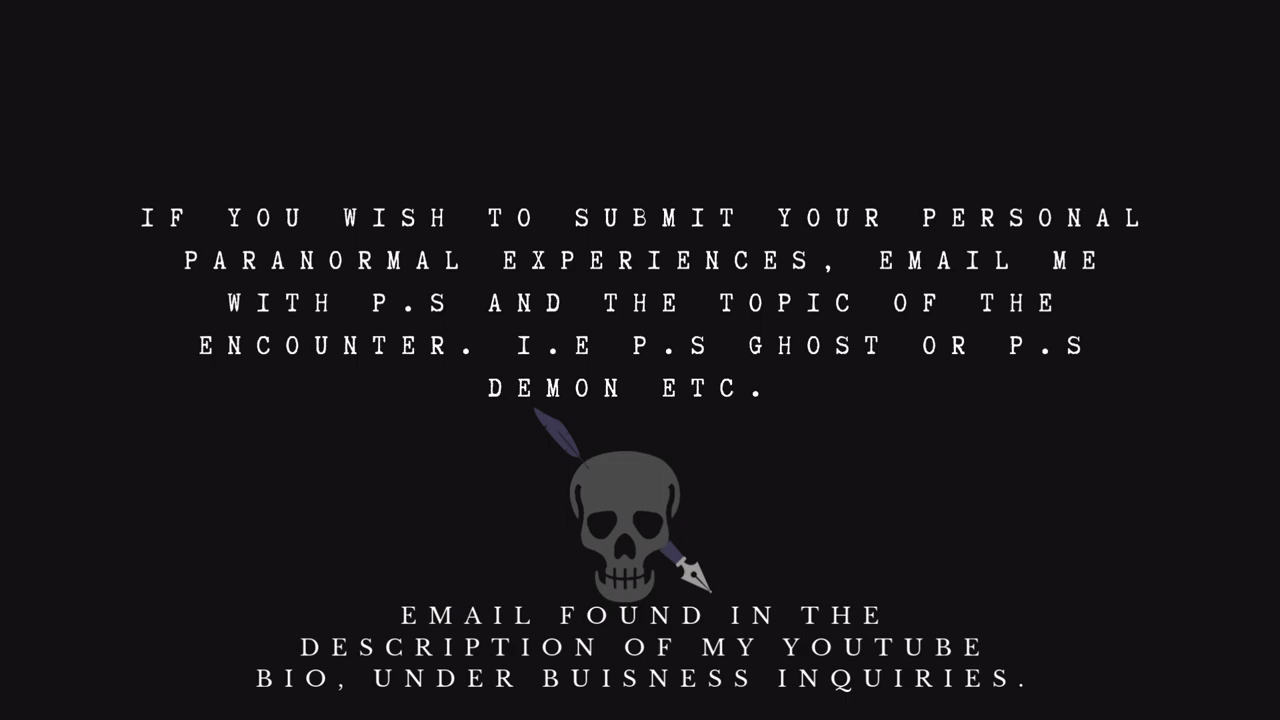 IF YOU WISH TO SUBMIT YOUR PERSONAL
PARANORMAL EXPERIENCES, EMAIL ME
WITH P.S AND THE TOPIC OF THE
ENCOUNTER. I.E P.S GHOST OR P.S
DEMON ETC.
EMAIL FOUND IN THE
DESCRIPTION OF MY YOUTUBE
BIO, UNDER BUISNESS INQUIRIES.